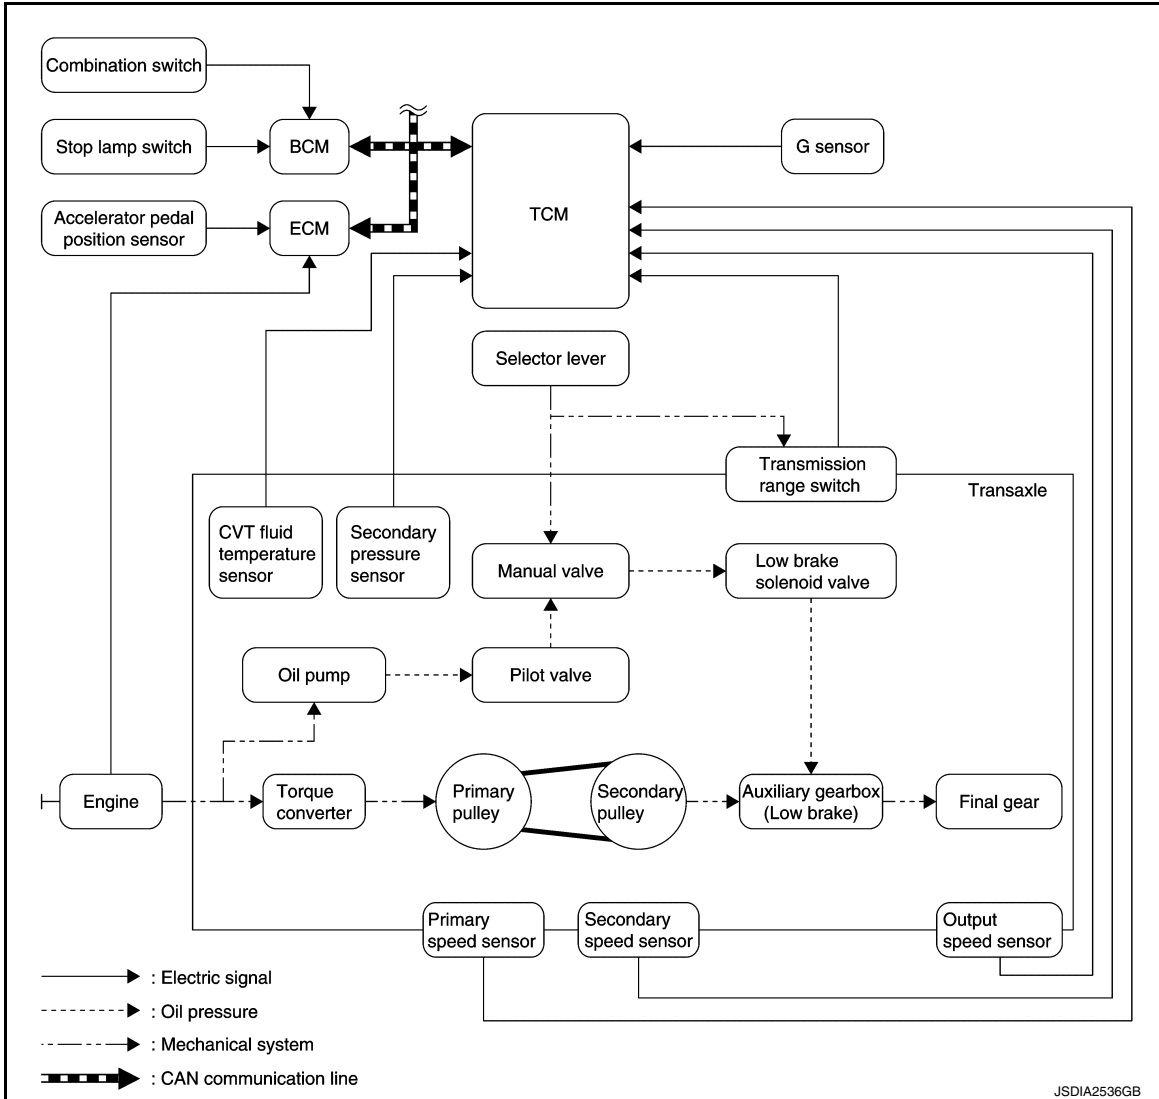 Combination switch
Stop lamp switch
BCM
G sensor
TCM
Accelerator pedal
position sensor
ECM
Selector lever
Transmission
range switch
Transaxle
CVT fluid
temperature
sensor
Secondary
pressure
sensor
Manual valve
Low brake
solenoid valve
Oil pump
Pilot valve
Engine
Torque
converter
Primary
pulley
Secondary
pulley
Auxiliary gearbox
(Low brake)
Final gear
Primary
speed sensor
Secondary
speed sensor
Output
speed sensor
: Electric signal
: Oil pressure
: Mechanical system
: CAN communication line
JSDIA2536GB